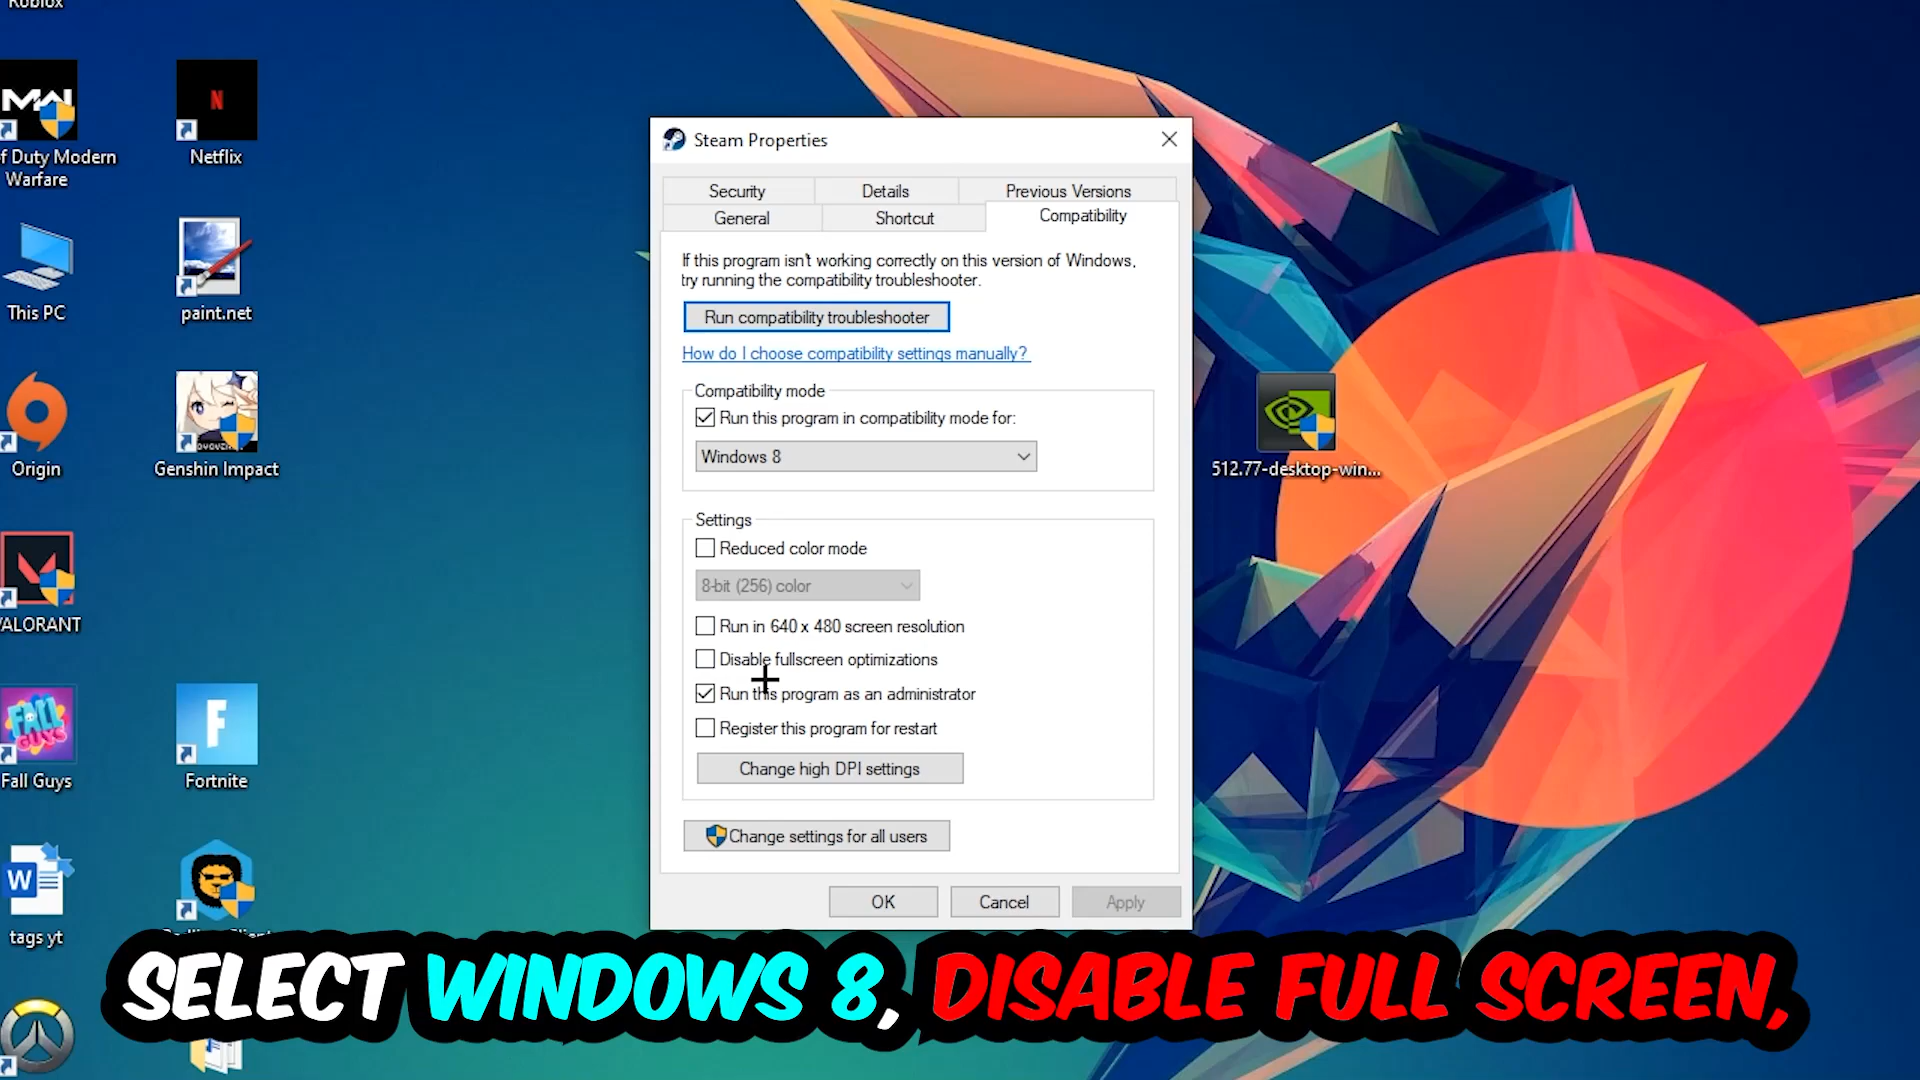 Roblox
MW
N
f Duty Modern
Warfare
Netflix
This PC
paint.net
Origin
Genshin Impact
VALORANT
FALL
GUYS
F
Fall Guys
Fortnite
W
tags yt
Steam Properties
Security
Details
Previous Versions
General
Shortcut
Compatibility
If this program isn't working correctly on this version of Windows,
try running the compatibility troubleshooter.
Run compatibility troubleshooter
How do I choose compatibility settings manually?
Compatibility mode
Run this program in compatibility mode for:
Windows 8
Settings
Reduced color mode
8-bit (256) color
Run in 640 x 480 screen resolution
Disable fullscreen optimizations
Run this program as an administrator
Register this program for restart
Change high DPI settings
Change settings for all users
OK
Cancel
Apply
512.77-desktop-win...
SELECT WINDOWS 8, DISABLE FULL SCREEN,